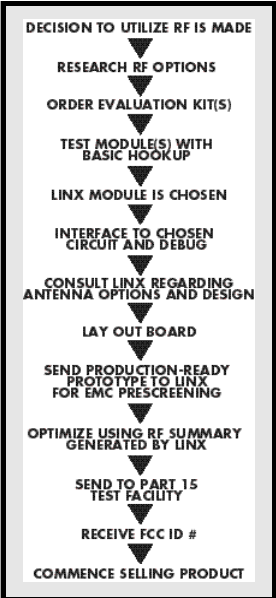 DECISION TO UTILIZE RF IS MADE
RESEARCH RF OPTIONS
ORDER EVALUATION KIT(S)
TEST MODULE(S) WITH
BASIC HOOKUP
LINX MODULE IS CHOSEN
INTERFACE TO CHOSEN
CIRCUIT AND DEBUG
CONSULT LINX REGARDING
ANTENNA OPTIONS AND DESIGN
LAY OUT BOARD
SEND PRODUCTION-READY
PROTOTYPE TO LINX
FOR EMC PRESCREENING
OPTIMIZE USING RF SUMMARY
GENERATED BY LINX
SEND TO PART 15
TEST FACILITY
RECEIVE FCC ID #
COMMENCE SELLING PRODUCT